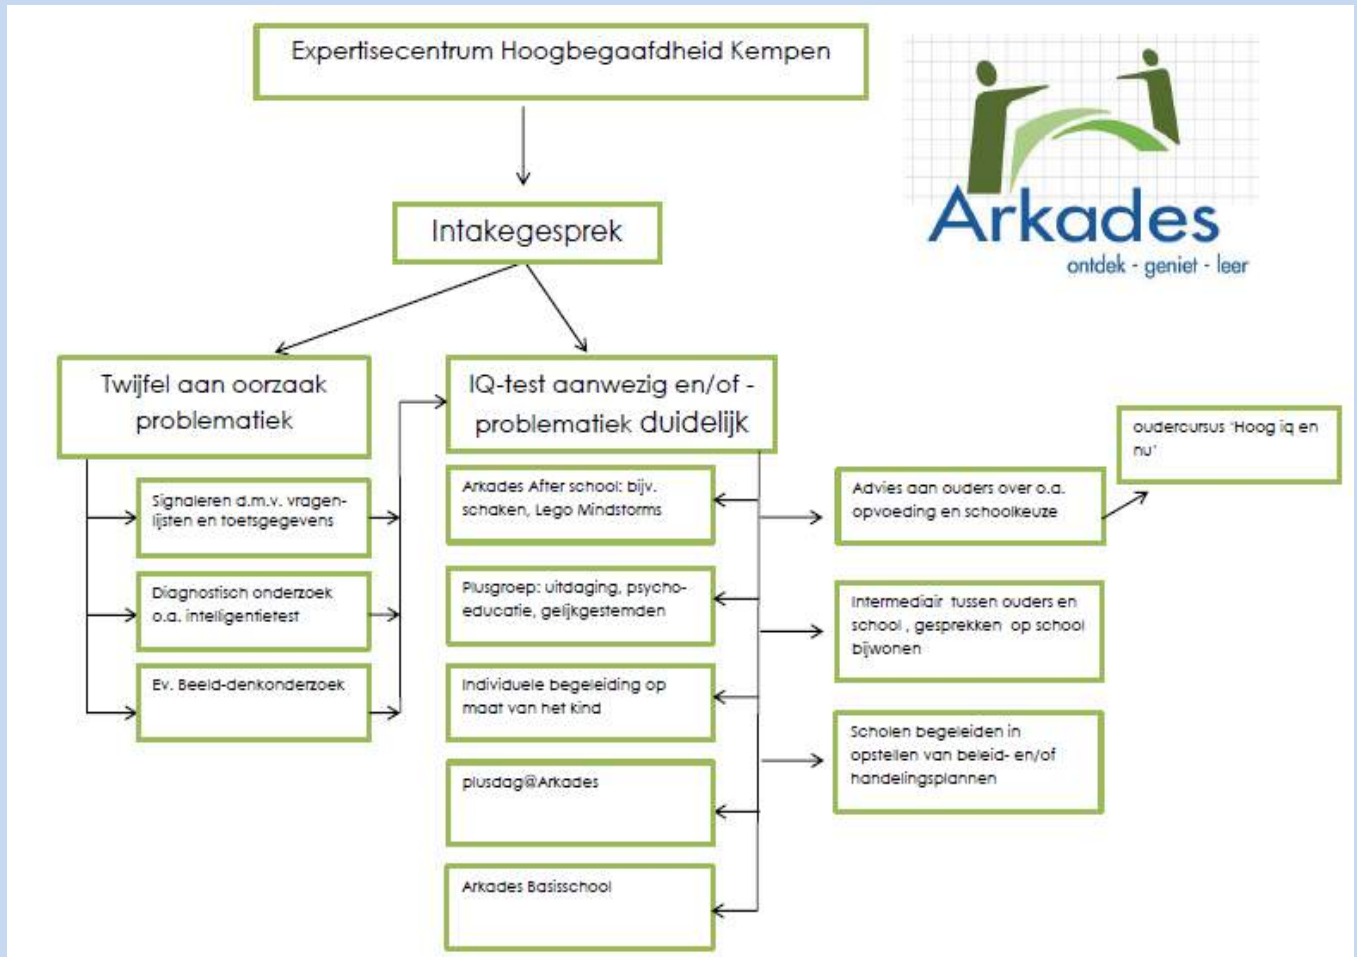 Expertisecentrum Hoogbegaafdheid Kempen
Arkades
ontdek - geniet - leer
Intakegesprek
Twijfel aan oorzaak
problematiek
IQ-test aanwezig en/of -
problematiek duidelijk
oudercursus 'Hoog iq en
nu'
Signaleren d.m.v. vragen-
lijsten en toetsgegevens
Diagnostisch onderzoek
o.a. intelligentietest
Ev. Beeld-denkonderzoek
Arkades After school: bijv.
schaken, Lego Mindstorms
Plusgroep: uitdaging, psycho-
educatie, gelijkgestemden
Individuele begeleiding op
maat van het kind
plusdag@Arkades
Arkades Basisschool
Advies aan ouders over o.a.
opvoeding en schoolkeuze
Intermediair tussen ouders en
school , gesprekken op school
bijwonen
Scholen begeleiden in
opstellen van beleid- en/of
handelingsplannen